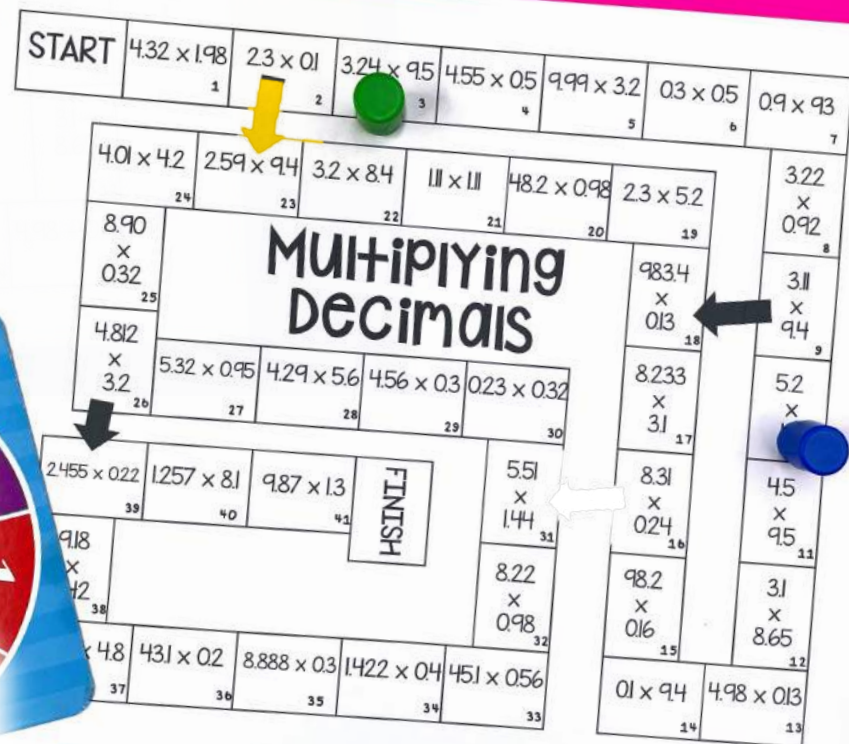 START
4.32 x 1.98
1
2.3 x 0.1
2
3.24 x 9.5
3
4.55 x 0.5
4
9.99 x 3.2
5
0.3 x 0.5
6
0.9 x 93
7
3.22
x
0.92
8
3.11
x
9.4
9
5.2
x
4.5
x
9.5
11
3.1
x
8.65
12
4.98 x 0.13
13
0.1 x 9.4
14
98.2
x
0.16
15
8.31
x
0.24
16
8.233
x
3.1
17
983.4
x
0.13
18
2.3 x 5.2
19
48.2 x 0.98
20
1.11 x 1.11
21
3.2 x 8.4
22
2.59 x 9.4
23
4.01 x 4.2
24
Multiplying
Decimals
8.90
x
0.32
25
4.812
x
3.2
26
5.32 x 0.95
27
4.29 x 5.6
28
4.56 x 0.3
29
0.23 x 0.32
30
5.51
x
1.44
31
8.22
x
0.98
32
45.1 x 0.56
33
1.422 x 0.4
34
8.888 x 0.3
35
43.1 x 0.2
36
x 4.8
37
9.18
x
38
2.455 x 0.22
39
1.257 x 8.1
40
9.87 x 1.3
41
FINISH